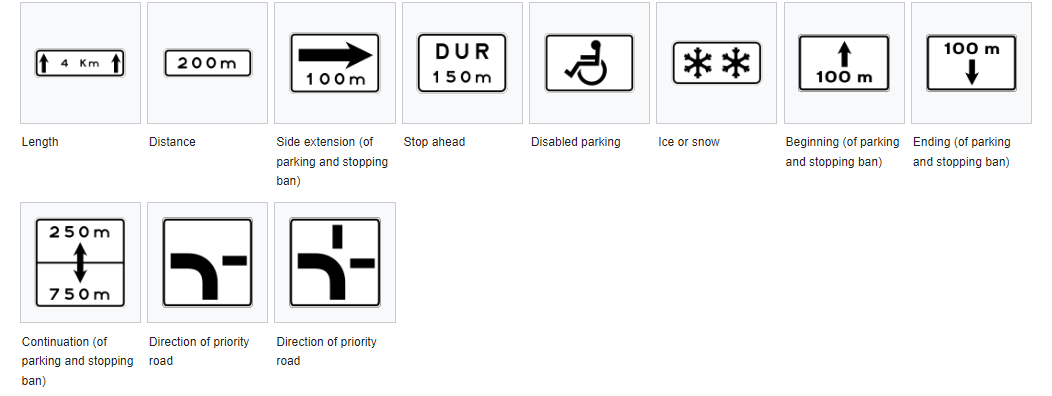 4 Km
200m
100m
DUR
150m
100 m
100 m
Length
Distance
Side extension (of
parking and stopping
ban)
Stop ahead
Disabled parking
Ice or snow
Beginning (of parking
and stopping ban)
Ending (of parking
and stopping ban)
250m
750m
Continuation (of
parking and stopping
ban)
Direction of priority
road
Direction of priority
road